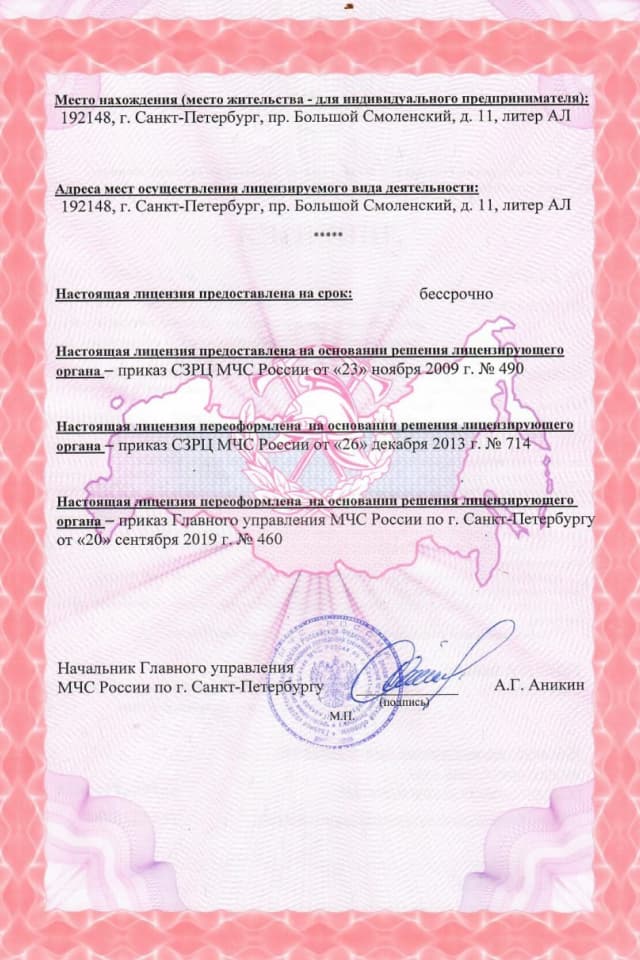 Место нахождения (место жительства - для индивидуального предпринимателя):
192148, г. Санкт-Петербург, пр. Большой Смоленский, д. 11, литер АЛ
Адреса мест осуществления лицензируемого вида деятельности:
192148, г. Санкт-Петербург, пр. Большой Смоленский, д. 11, литер АЛ
*****
Настоящая лицензия предоставлена на срок: бессрочно
Настоящая лицензия предоставлена на основании решения лицензирующего
органа – приказ СЗРЦ МЧС России от «23» ноября 2009 г. № 490
Настоящая лицензия переоформлена на основании решения лицензирующего
органа – приказ СЗРЦ МЧС России от «26» декабря 2013 г. № 714
Настоящая лицензия переоформлена на основании решения лицензирующего
органа – приказ Главного управления МЧС России по г. Санкт-Петербургу
от «20» сентября 2019 г. № 460
Начальник Главного управления
МЧС России по г. Санкт-Петербургу А.Г. Аникин
(подпись)
М.П.